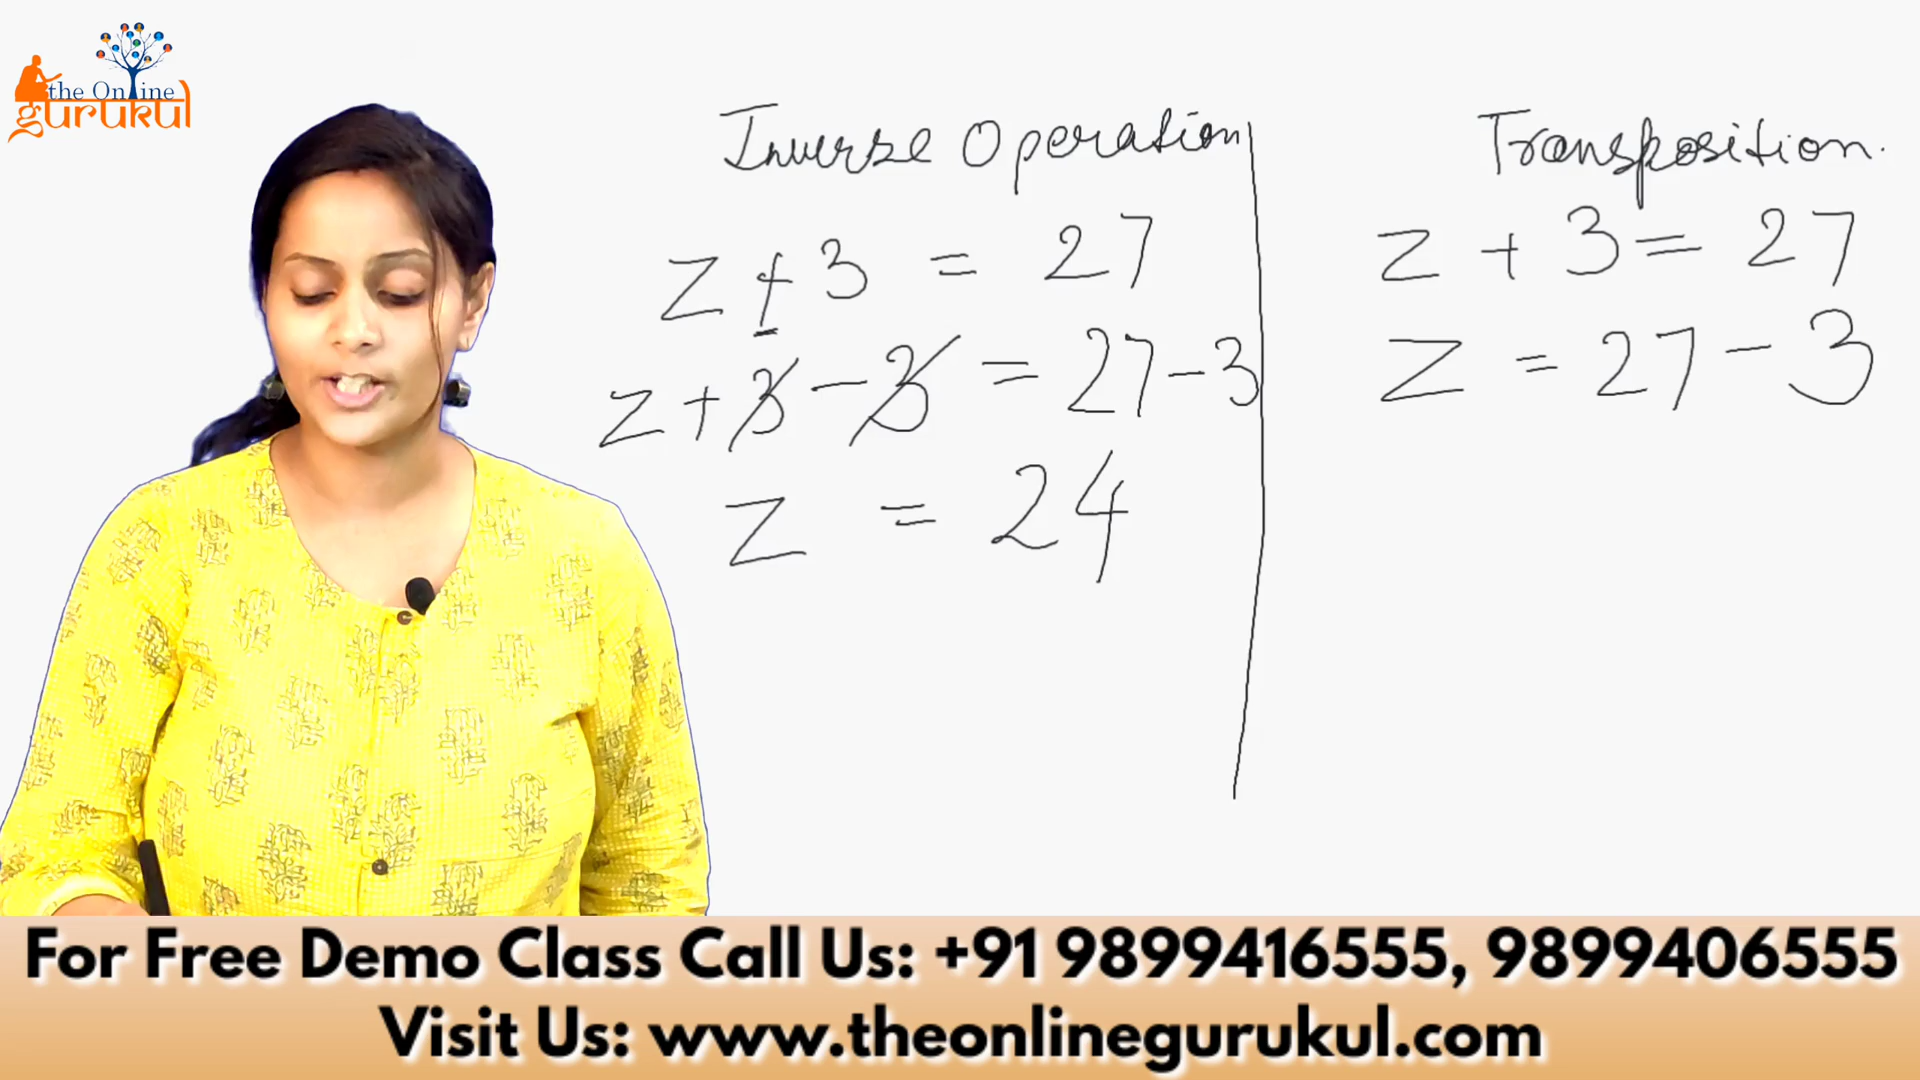 the Online
gurukul
Inverse Operation
z + 3 = 27
z + 3 - 3 = 27 - 3
z = 24
Transposition.
z + 3 = 27
z = 27 - 3
For Free Demo Class Call Us: +91 9899416555, 9899406555
Visit Us: www.theonlinegurukul.com